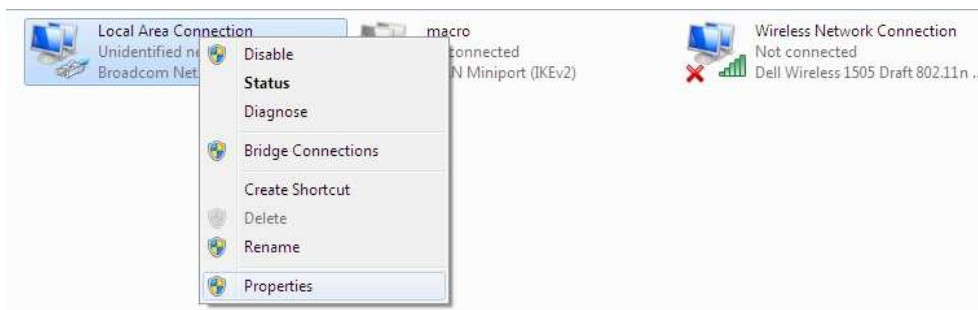 Local Area Connection
Unidentified
Broadcom Net
macro
connected
N Miniport (IKEv2)
Wireless Network Connection
Not connected
Dell Wireless 1505 Draft 802.11n ...
Disable
Status
Diagnose
Bridge Connections
Create Shortcut
Delete
Rename
Properties